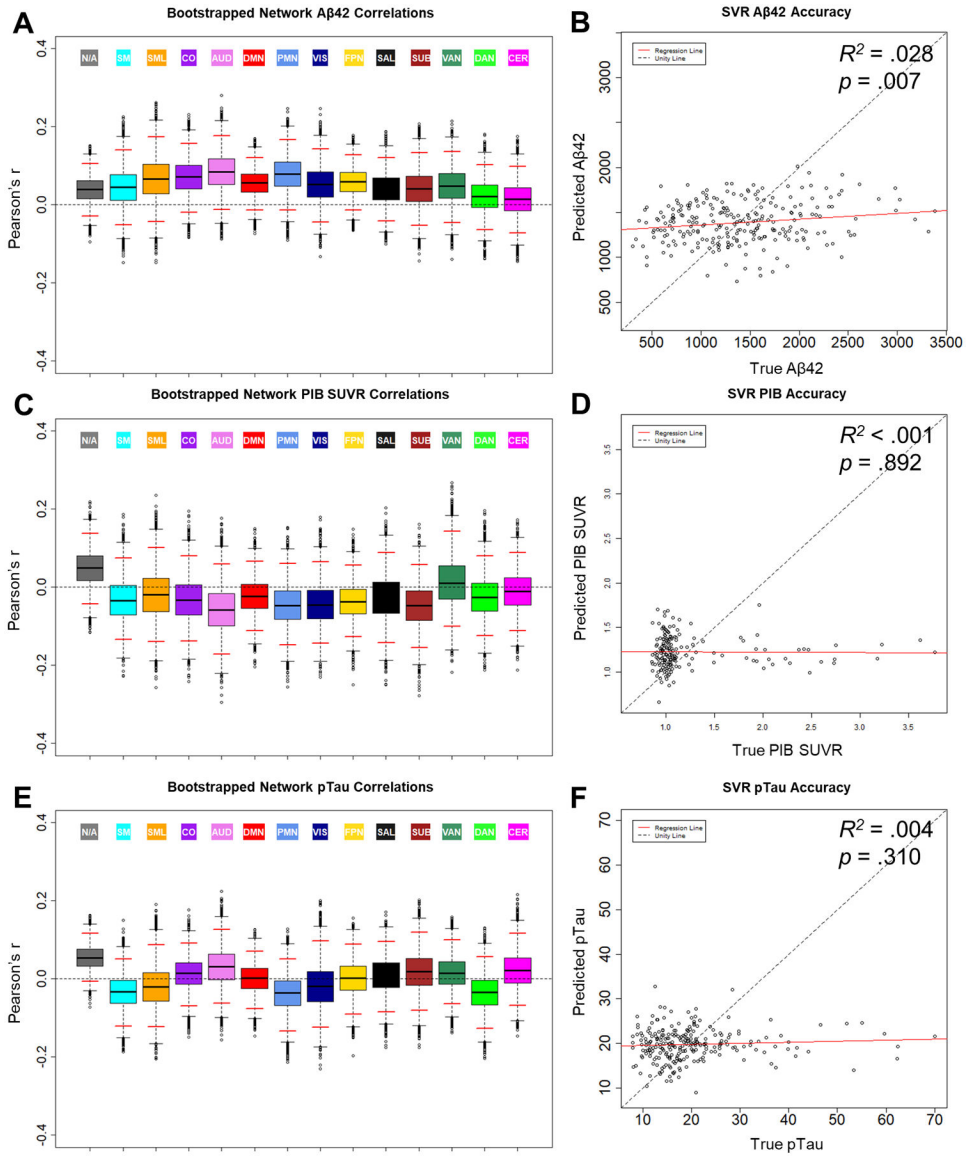 A
Bootstrapped Network Aβ42 Correlations
N/A SM SML CO AUD DMN PMN VIS FPN SAL SUB VAN DAN CER
Pearson's r
0.4
0.2
0.0
-0.2
-0.4
B
SVR Aβ42 Accuracy
Regression Line
Unity Line
R² = .028
p = .007
Predicted Aβ42
3000
2000
1000
500
500 1000 1500 2000 2500 3000 3500
True Aβ42
C
Bootstrapped Network PIB SUVR Correlations
N/A SM SML CO AUD DMN PMN VIS FPN SAL SUB VAN DAN CER
Pearson's r
0.4
0.2
0.0
-0.2
-0.4
D
SVR PIB Accuracy
Regression Line
Unity Line
R² < .001
p = .892
Predicted PIB SUVR
3.5
3.0
2.5
2.0
1.5
1.0
1.0 1.5 2.0 2.5 3.0 3.5
True PIB SUVR
E
Bootstrapped Network pTau Correlations
N/A SM SML CO AUD DMN PMN VIS FPN SAL SUB VAN DAN CER
Pearson's r
0.4
0.2
0.0
-0.2
-0.4
F
SVR pTau Accuracy
Regression Line
Unity Line
R² = .004
p = .310
Predicted pTau
70
60
50
40
30
20
10
10 20 30 40 50 60 70
True pTau